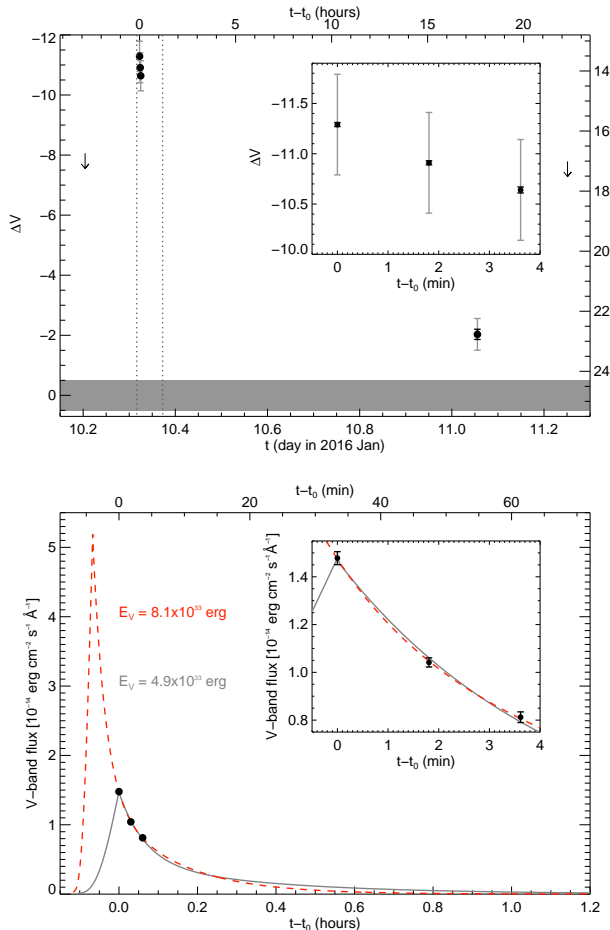 t−t₀ (hours)
0 5 10 15 20
−12
−10
−8
−6
−4
−2
0
ΔV
14
16
18
20
22
24
−11.5
−11.0
−10.5
−10.0
ΔV
0 1 2 3 4
t−t₀ (min)
10.2 10.4 10.6 10.8 11.0 11.2
t (day in 2016 Jan)
t−t₀ (min)
0 20 40 60
5
4
3
2
1
0
V−band flux [10⁻¹⁴ erg cm⁻² s⁻¹ Å⁻¹]
E_V = 8.1x10³³ erg
E_V = 4.9x10³³ erg
1.4
1.2
1.0
0.8
V−band flux [10⁻¹⁴ erg cm⁻² s⁻¹ Å⁻¹]
0 1 2 3 4
t−t₀ (min)
0.0 0.2 0.4 0.6 0.8 1.0 1.2
t−t₀ (hours)